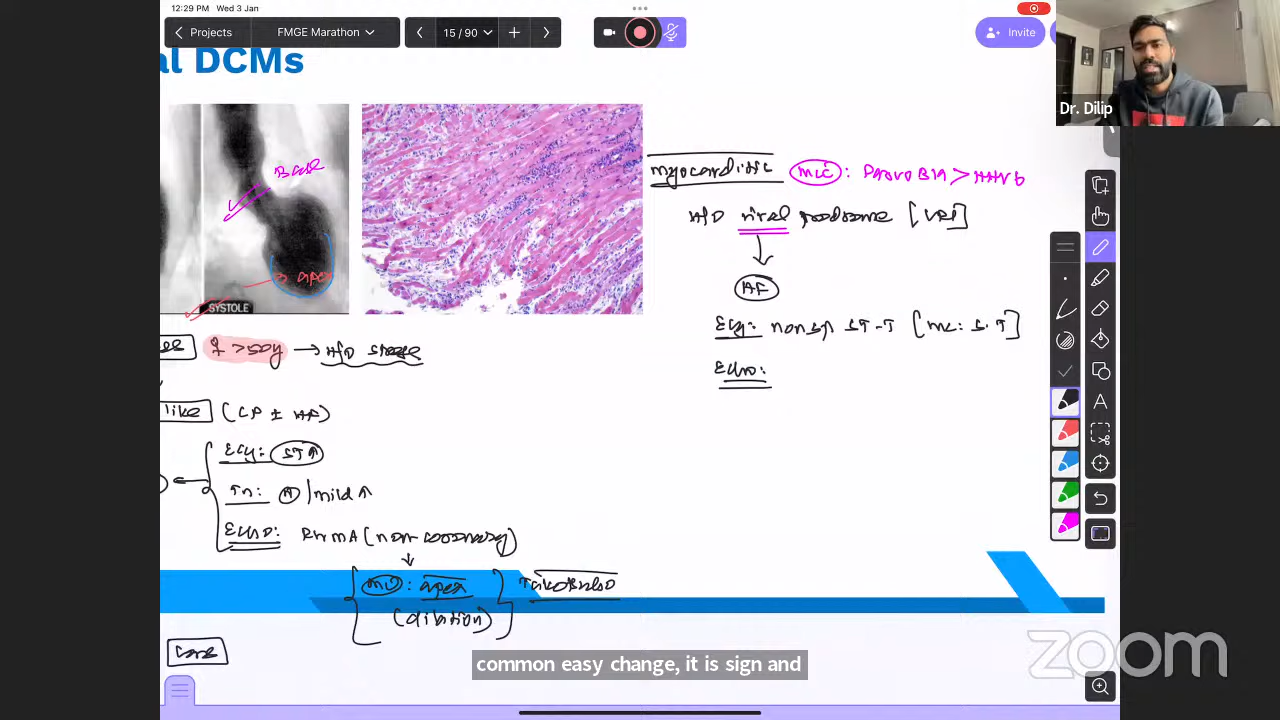 12:29 PM Wed 3 Jan
Projects
FMGE Marathon
15/90
Invite
Dr. Dilip
al DCMs
Base
apex
SYSTOLE
myocarditis
mic: Parvo B19 > HHV 6
H/O viral prodrome [URI]
HF
ECG: non sp ST-T [mc: S.T]
ECHO:
♀ > 50y → H/O stress
like (CP ± HF)
ECG: ST↑
Tn: N/mild ↑
ECHO: RWMA (non coronary)
mc: apex
(dilation)
Takotsubo
common easy change, it is sign and
zoom